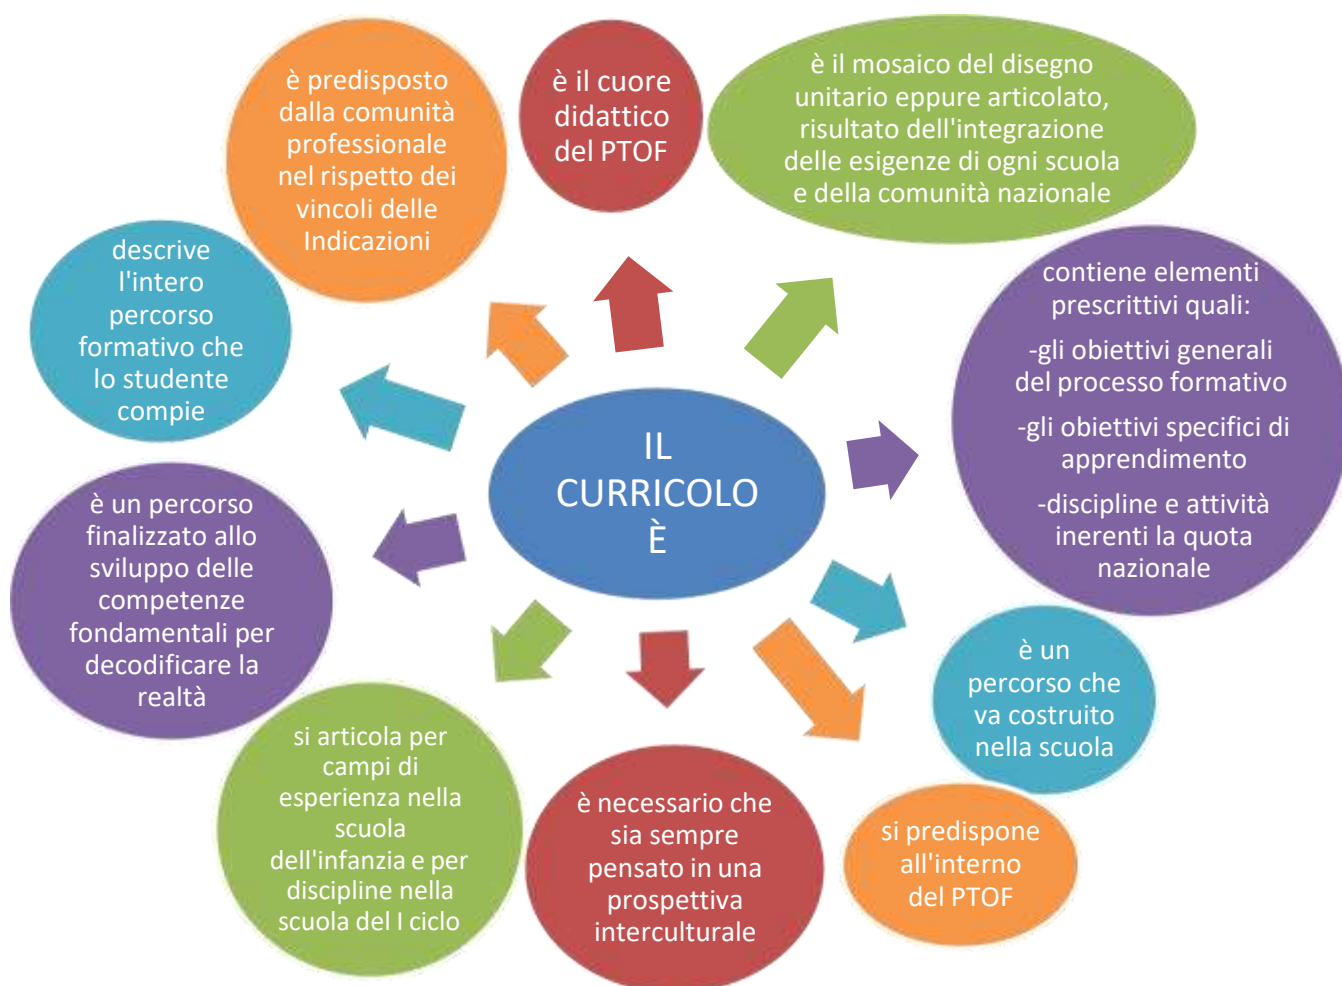 IL
CURRICOLO
È
è il cuore
didattico
del PTOF
è il mosaico del disegno
unitario eppure articolato,
risultato dell'integrazione
delle esigenze di ogni scuola
e della comunità nazionale
contiene elementi
prescrittivi quali:
-gli obiettivi generali
del processo formativo
-gli obiettivi specifici di
apprendimento
-discipline e attività
inerenti la quota
nazionale
è un
percorso che
va costruito
nella scuola
si predispone
all'interno
del PTOF
è necessario che
sia sempre
pensato in una
prospettiva
interculturale
si articola per
campi di
esperienza nella
scuola
dell'infanzia e per
discipline nella
scuola del I ciclo
è un percorso
finalizzato allo
sviluppo delle
competenze
fondamentali per
decodificare la
realtà
descrive
l'intero
percorso
formativo che
lo studente
compie
è predisposto
dalla comunità
professionale
nel rispetto dei
vincoli delle
Indicazioni